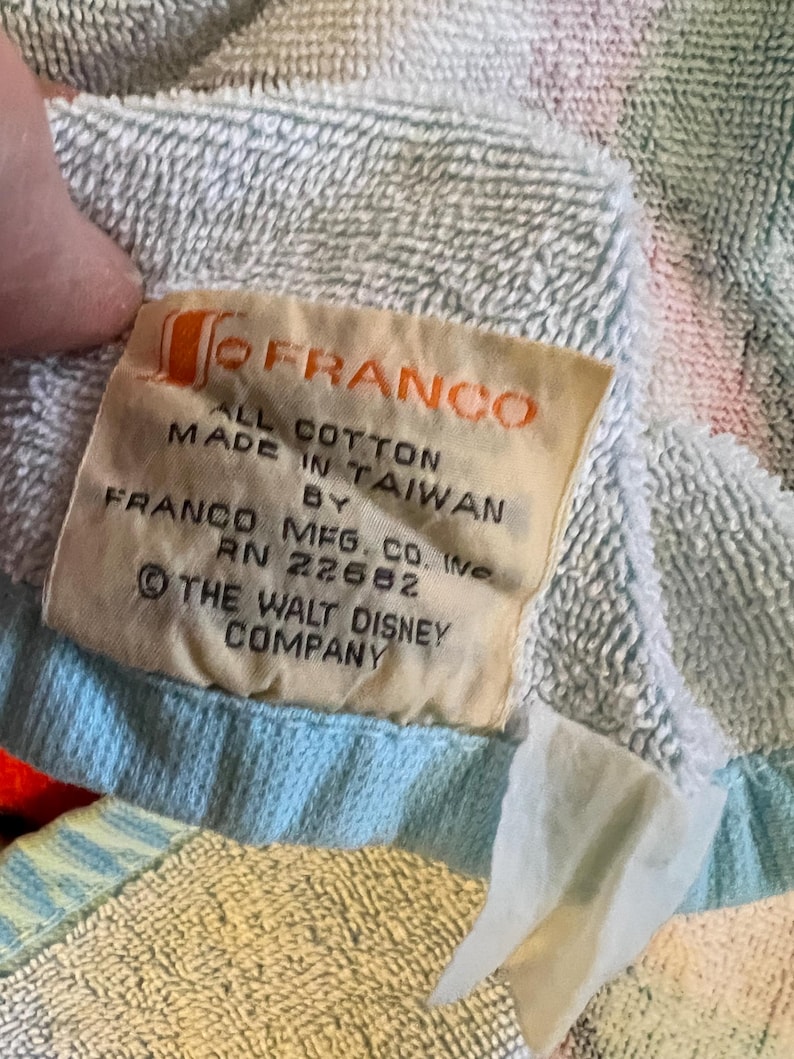 FRANCO
ALL COTTON
MADE IN TAIWAN
BY
FRANCO MFG. CO. INC.
RN 22682
© THE WALT DISNEY
COMPANY